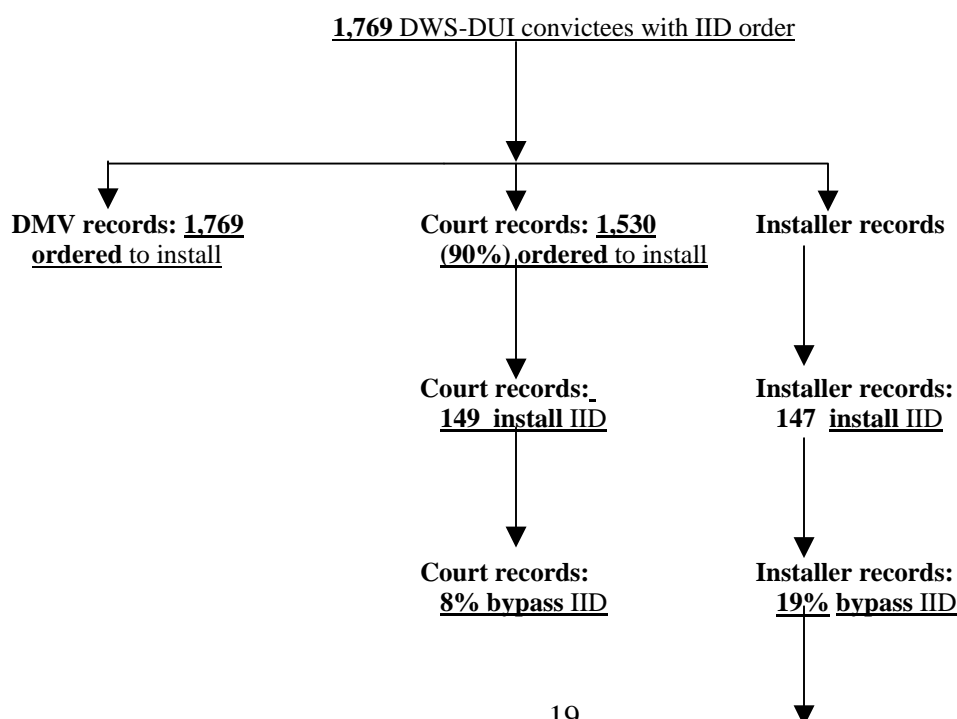 1,769 DWS-DUI convictees with IID order
DMV records: 1,769
ordered to install
Court records: 1,530
(90%) ordered to install
Installer records
Court records:
149 install IID
Installer records:
147 install IID
Court records:
8% bypass IID
Installer records:
19% bypass IID
19